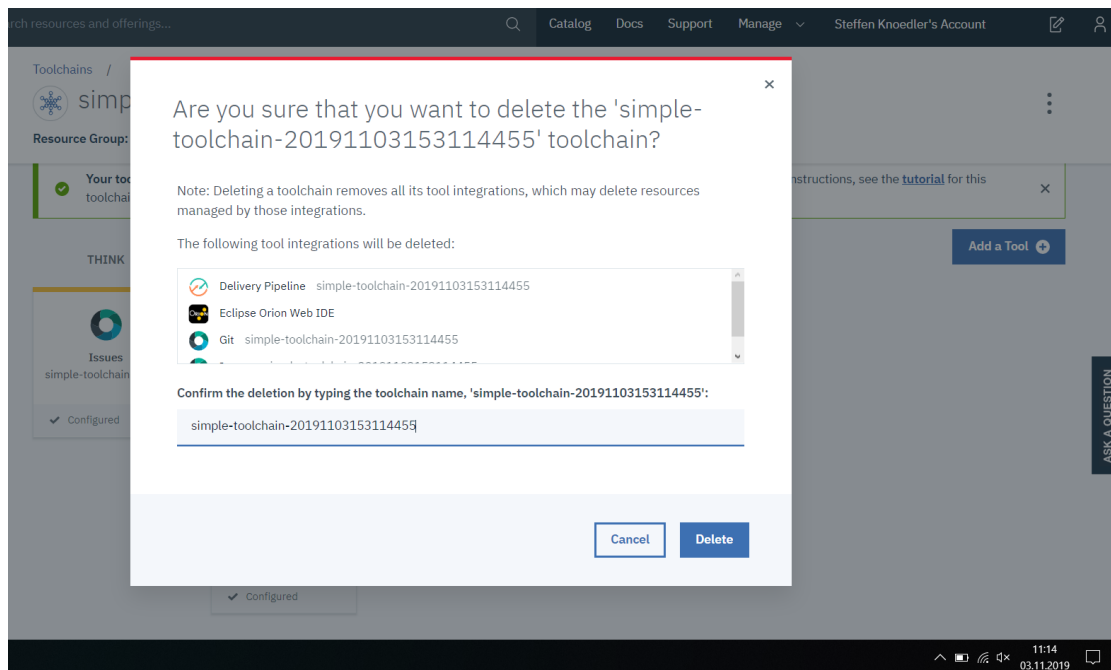 rch resources and offerings...
Catalog Docs Support Manage Steffen Knoedler's Account
Toolchains /
simp
Resource Group:
Are you sure that you want to delete the 'simple-
toolchain-20191103153114455' toolchain?
Note: Deleting a toolchain removes all its tool integrations, which may delete resources
managed by those integrations.
The following tool integrations will be deleted:
Delivery Pipeline simple-toolchain-20191103153114455
Eclipse Orion Web IDE
Git simple-toolchain-20191103153114455
Confirm the deletion by typing the toolchain name, 'simple-toolchain-20191103153114455':
simple-toolchain-20191103153114455
Cancel Delete
Your too
toolchai
nstructions, see the tutorial for this
Add a Tool
THINK
Issues
simple-toolchain
Configured
Configured
ASK A QUESTION
11:14
03.11.2019